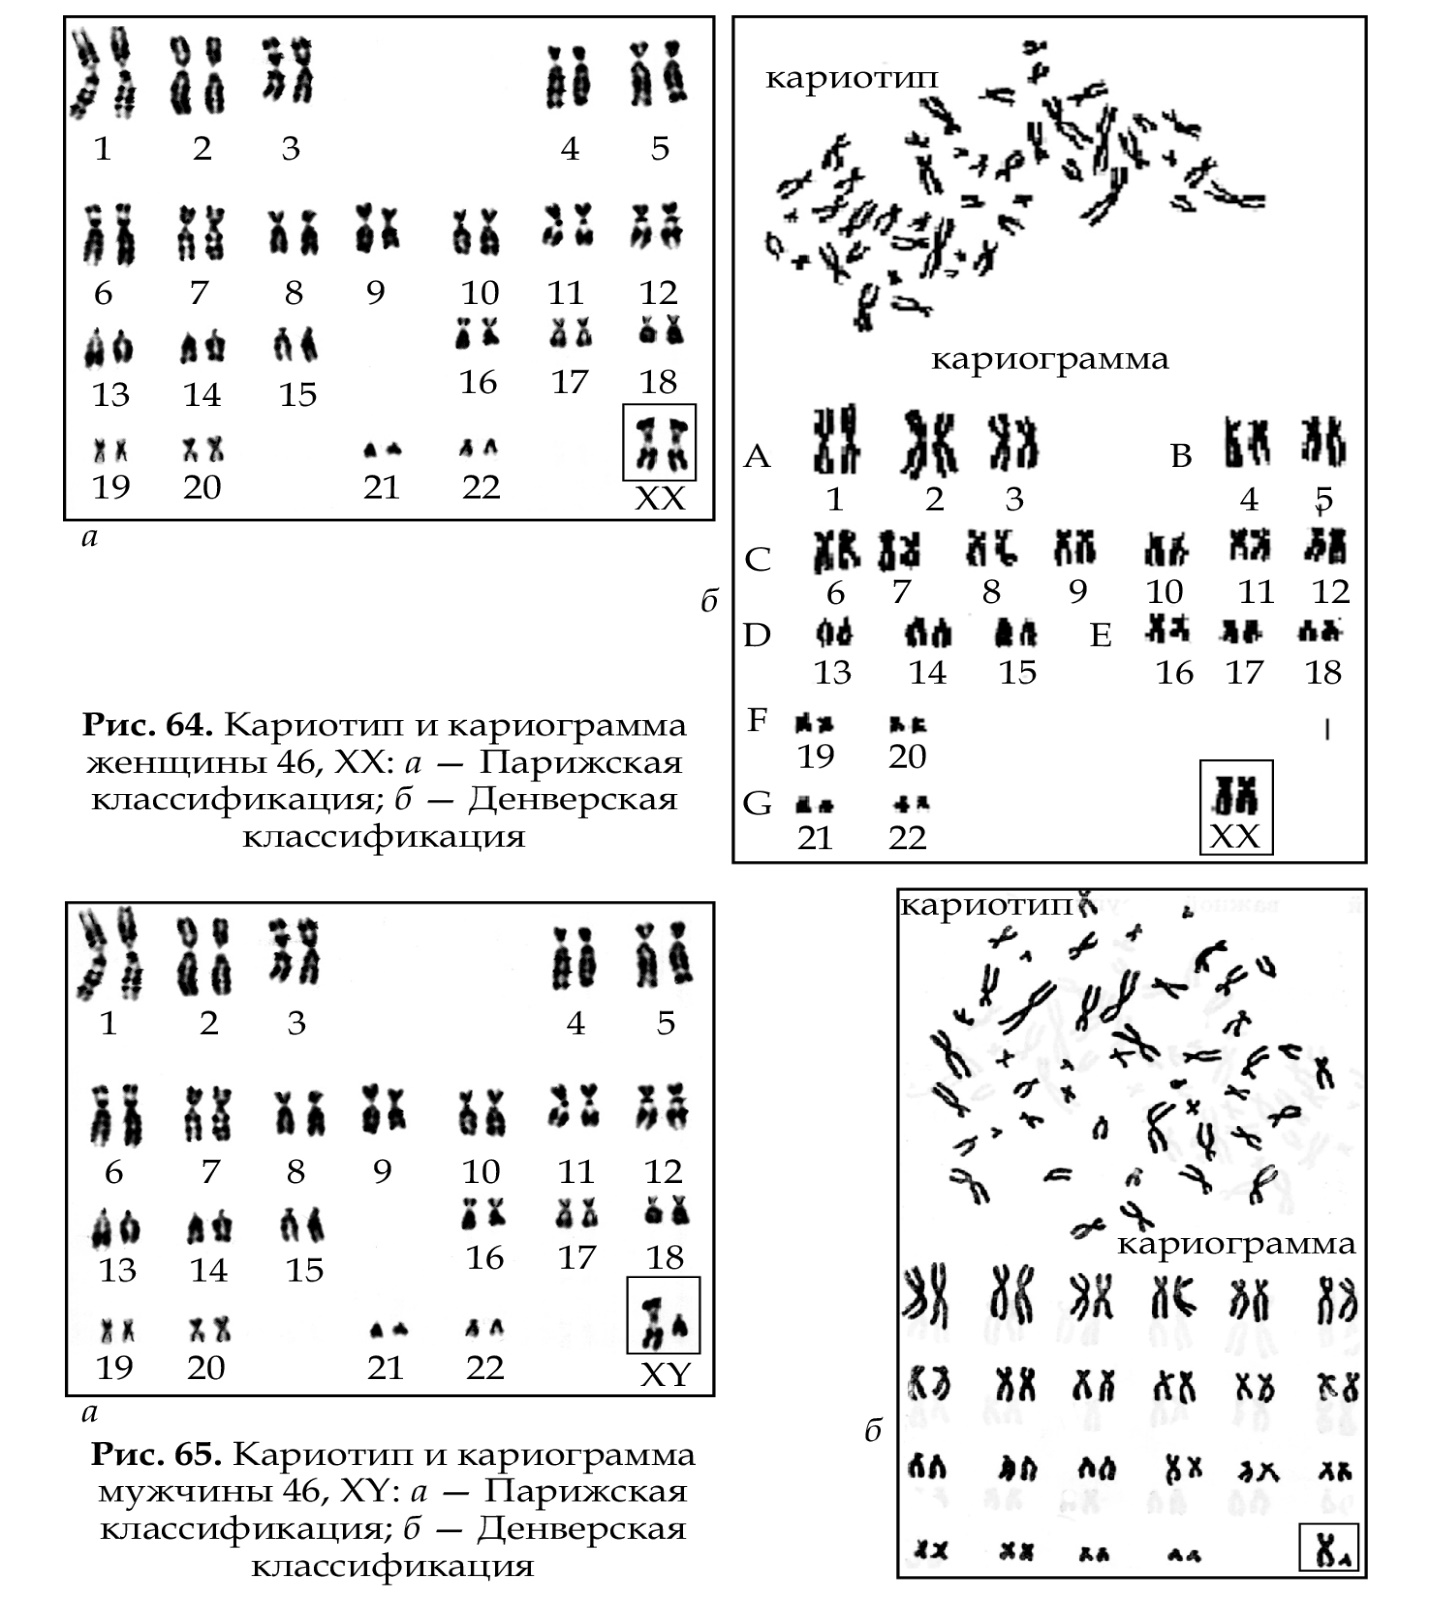 1 2 3 4 5
6 7 8 9 10 11 12
13 14 15 16 17 18
19 20 21 22 XX
а
кариотип
кариограмма
A B
1 2 3 4 5
C
6 7 8 9 10 11 12
D E
13 14 15 16 17 18
F
19 20
G
21 22 XX
б
Рис. 64. Кариотип и кариограмма
женщины 46, XX: а — Парижская
классификация; б — Денверская
классификация
1 2 3 4 5
6 7 8 9 10 11 12
13 14 15 16 17 18
19 20 21 22 XY
а
Рис. 65. Кариотип и кариограмма
мужчины 46, XY: а — Парижская
классификация; б — Денверская
классификация
кариотип
кариограмма
б